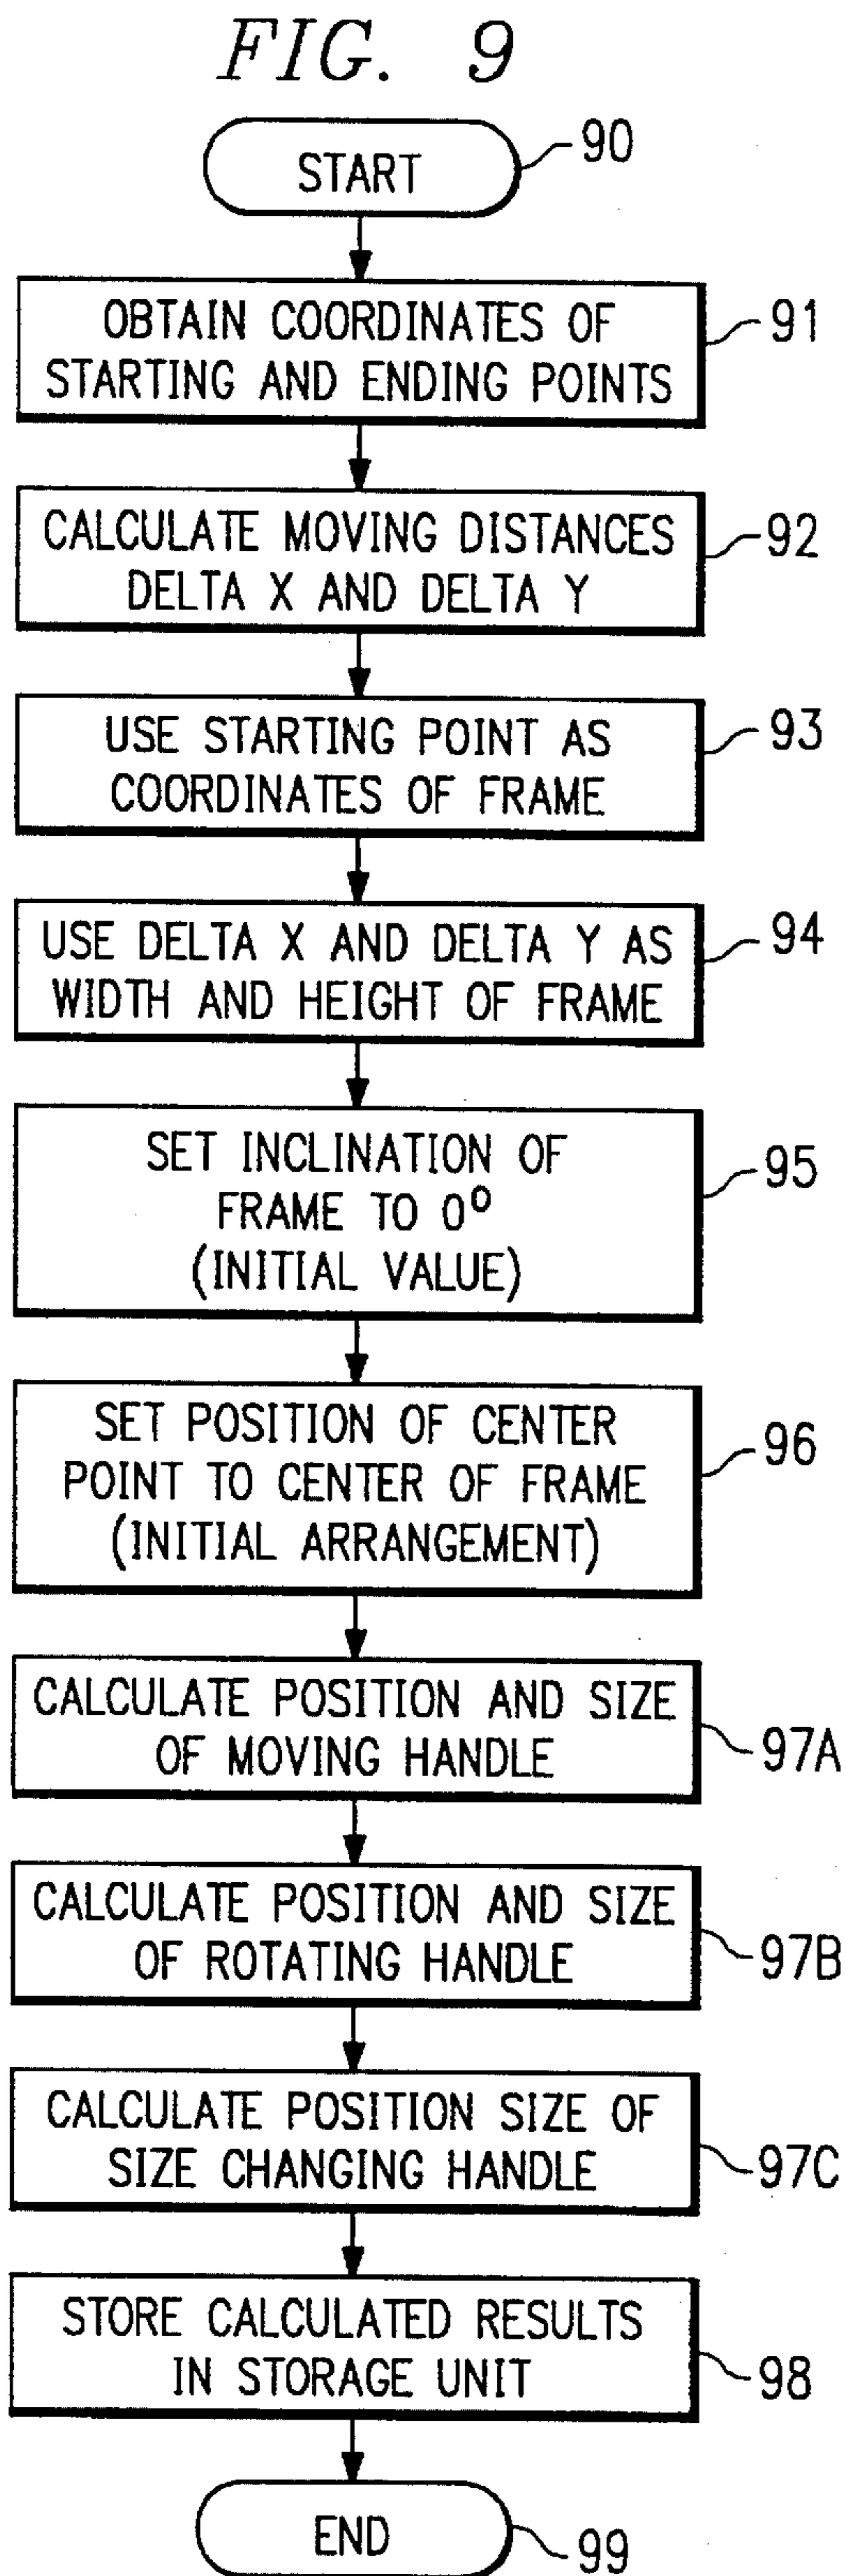 FIG. 9
START
90
OBTAIN COORDINATES OF
STARTING AND ENDING POINTS
91
CALCULATE MOVING DISTANCES
DELTA X AND DELTA Y
92
USE STARTING POINT AS
COORDINATES OF FRAME
93
USE DELTA X AND DELTA Y AS
WIDTH AND HEIGHT OF FRAME
94
SET INCLINATION OF
FRAME TO 0°
(INITIAL VALUE)
95
SET POSITION OF CENTER
POINT TO CENTER OF FRAME
(INITIAL ARRANGEMENT)
96
CALCULATE POSITION AND SIZE
OF MOVING HANDLE
97A
CALCULATE POSITION AND SIZE
OF ROTATING HANDLE
97B
CALCULATE POSITION SIZE OF
SIZE CHANGING HANDLE
97C
STORE CALCULATED RESULTS
IN STORAGE UNIT
98
END
99